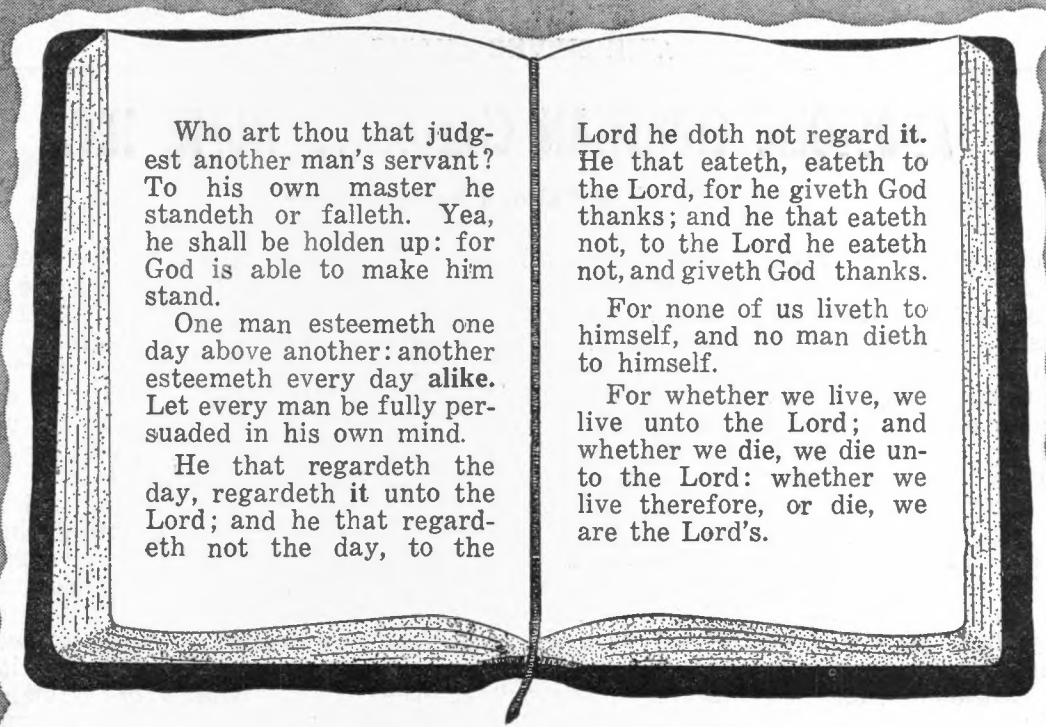 Who art thou that judg-
est another man's servant?
To his own master he
standeth or falleth. Yea,
he shall be holden up: for
God is able to make him
stand.
One man esteemeth one
day above another: another
esteemeth every day alike.
Let every man be fully per-
suaded in his own mind.
He that regardeth the
day, regardeth it unto the
Lord; and he that regard-
eth not the day, to the
Lord he doth not regard it.
He that eateth, eateth to
the Lord, for he giveth God
thanks; and he that eateth
not, to the Lord he eateth
not, and giveth God thanks.
For none of us liveth to
himself, and no man dieth
to himself.
For whether we live, we
live unto the Lord; and
whether we die, we die un-
to the Lord: whether we
live therefore, or die, we
are the Lord's.